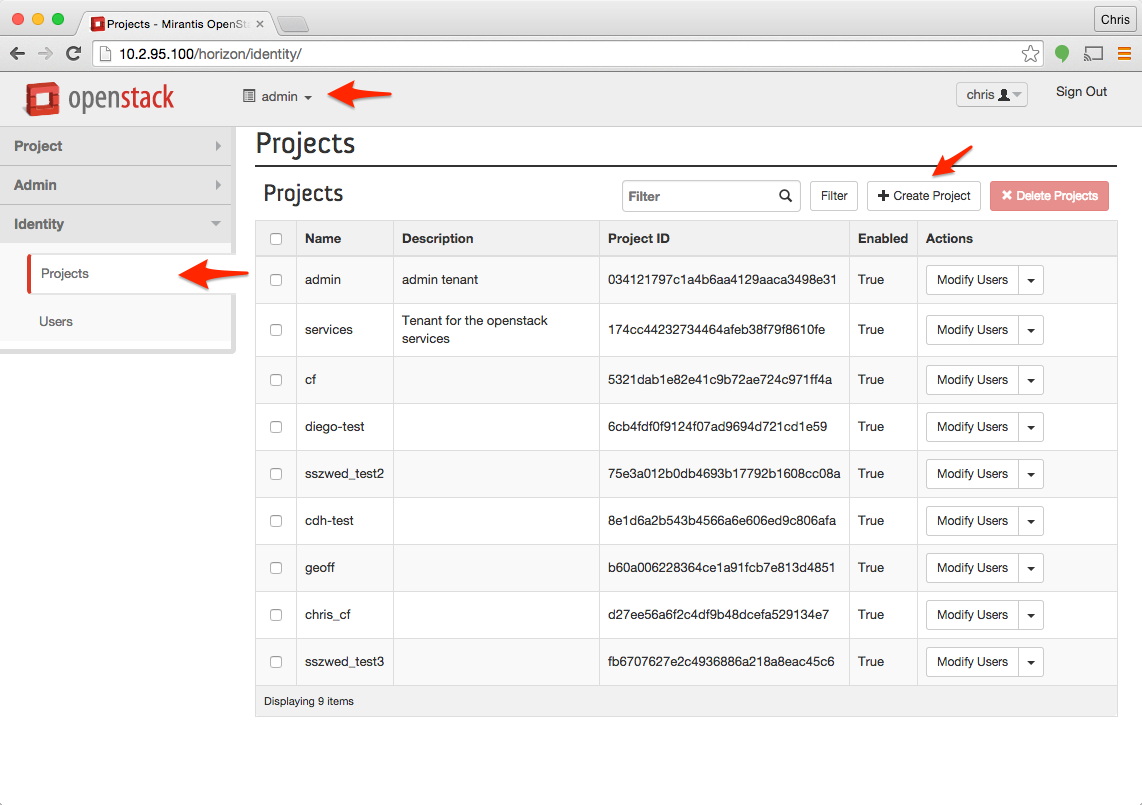 Projects - Mirantis OpenSt
Chris
10.2.95.100/horizon/identity/
openstack
admin
chris
Sign Out
Project
Admin
Identity
Projects
Users
Projects
Projects
Filter
Filter
Create Project
Delete Projects
Name Description Project ID Enabled Actions
admin admin tenant 034121797c1a4b6aa4129aaca3498e31 True Modify Users
services Tenant for the openstack services 174cc44232734464afeb38f79f8610fe True Modify Users
cf 5321dab1e82e41c9b72ae724c971ff4a True Modify Users
diego-test 6cb4fdf0f9124f07ad9694d721cd1e59 True Modify Users
sszwed_test2 75e3a012b0db4693b17792b1608cc08a True Modify Users
cdh-test 8e1d6a2b543b4566a6e606ed9c806afa True Modify Users
geoff b60a006228364ce1a91fcb7e813d4851 True Modify Users
chris_cf d27ee56a6f2c4df9b48dcefa529134e7 True Modify Users
sszwed_test3 fb6707627e2c4936886a218a8eac45c6 True Modify Users
Displaying 9 items